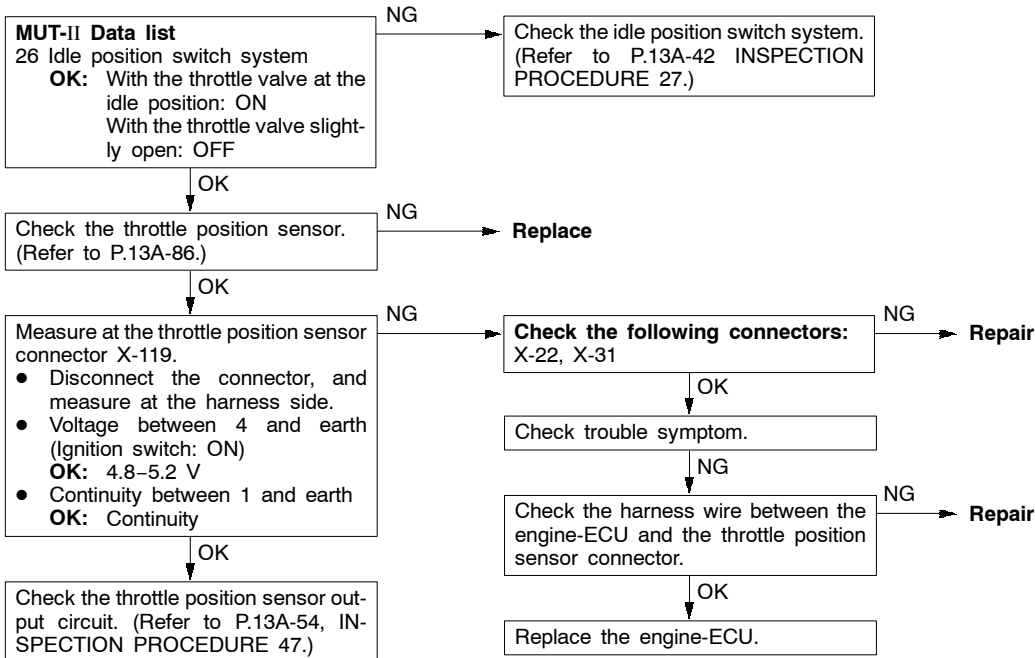 MUT-II Data list
26 Idle position switch system
OK: With the throttle valve at the
idle position: ON
With the throttle valve slight-
ly open: OFF
NG
Check the idle position switch system.
(Refer to P.13A-42 INSPECTION
PROCEDURE 27.)
OK
Check the throttle position sensor.
(Refer to P.13A-86.)
NG
Replace
OK
Measure at the throttle position sensor
connector X-119.
● Disconnect the connector, and
measure at the harness side.
● Voltage between 4 and earth
(Ignition switch: ON)
OK: 4.8–5.2 V
● Continuity between 1 and earth
OK: Continuity
NG
Check the following connectors:
X-22, X-31
NG
Repair
OK
Check trouble symptom.
NG
Check the harness wire between the
engine-ECU and the throttle position
sensor connector.
NG
Repair
OK
Replace the engine-ECU.
OK
Check the throttle position sensor out-
put circuit. (Refer to P.13A-54, IN-
SPECTION PROCEDURE 47.)